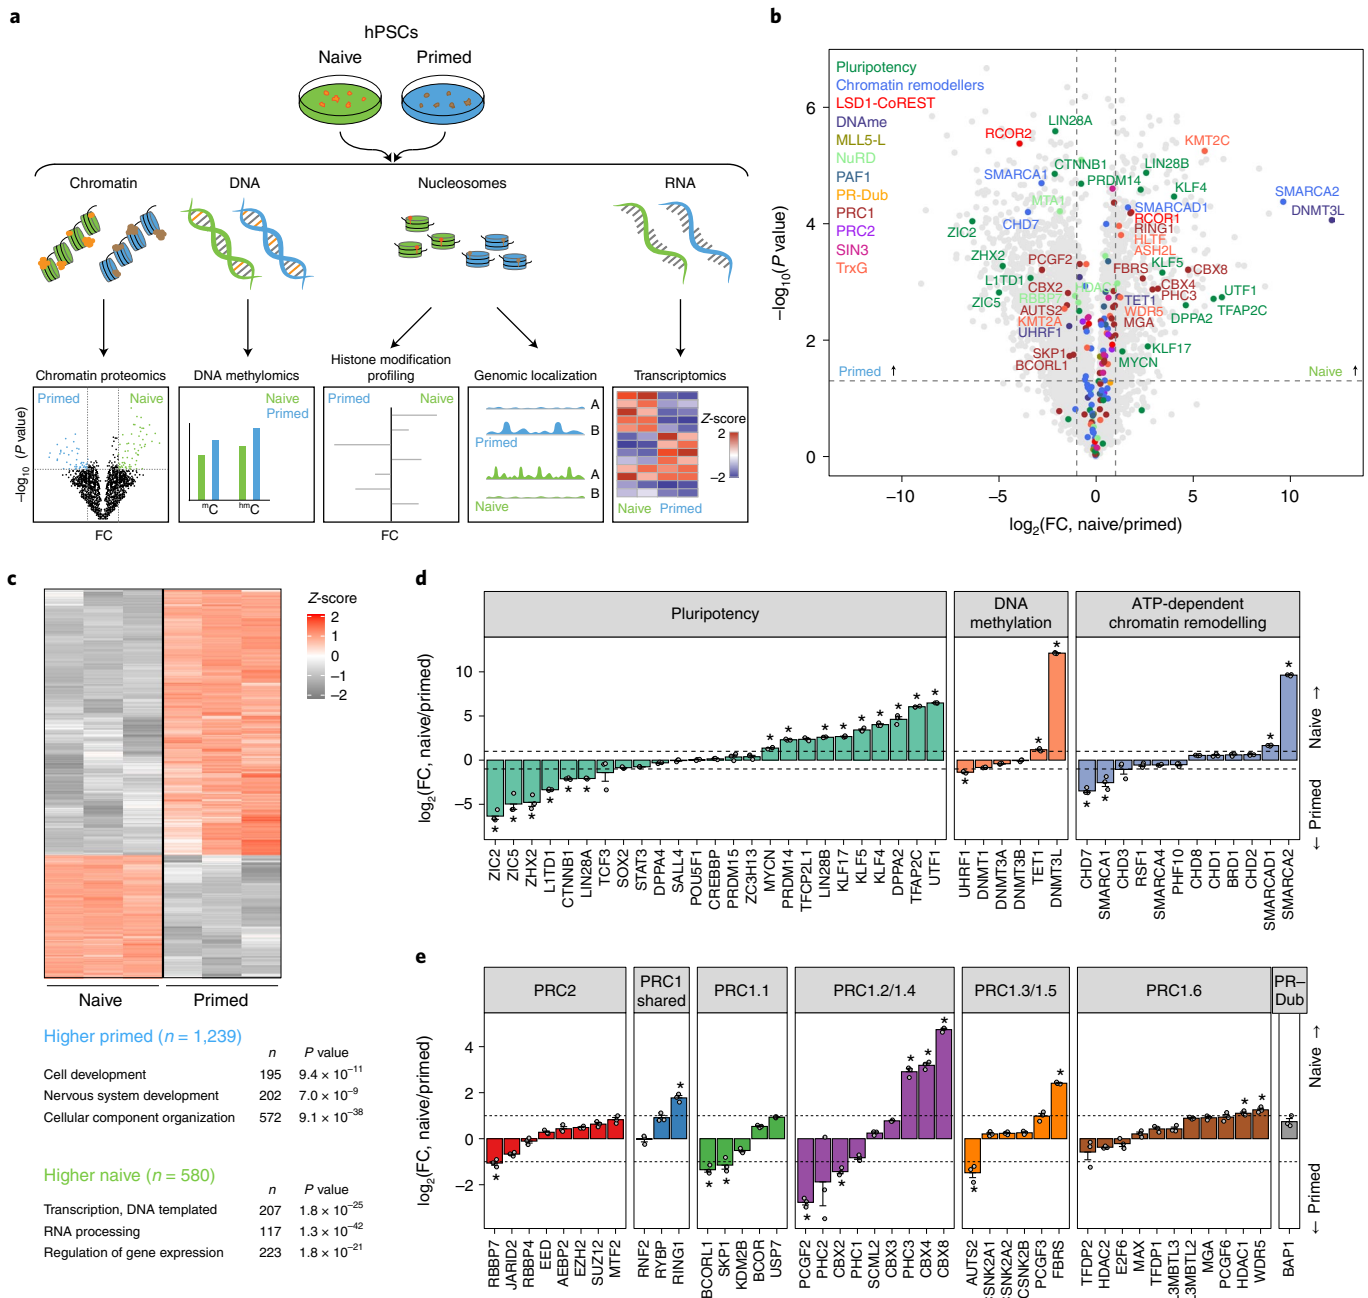 a
hPSCs
Naive Primed
Chromatin DNA Nucleosomes RNA
Chromatin proteomics
DNA methylomics
Histone modification
profiling
Genomic localization
Transcriptomics
Primed Naive
–log10 (P value)
FC
Naive
Primed
mC hmC
Primed Naive
FC
A
B
Primed
A
B
Naive
Z-score
2
–2
Naive Primed
b
Pluripotency
Chromatin remodellers
LSD1-CoREST
DNAme
MLL5-L
NuRD
PAF1
PR-Dub
PRC1
PRC2
SIN3
TrxG
LIN28A
RCOR2
KMT2C
CTNNB1
LIN28B
SMARCA1
PRDM14
KLF4
SMARCA2
MTA1
SMARCAD1
DNMT3L
CHD7
RCOR1
ZIC2
RING1
HLTF
ASH2L
ZHX2
PCGF2
FBRS
KLF5
CBX8
L1TD1
CBX2
CBX4
PHC3
UTF1
ZIC5
RBBP7
TET1
AUTS2
WDR5
DPPA2
TFAP2C
KMT2A
MGA
UHRF1
SKP1
KLF17
BCORL1
MYCN
Primed ↑
Naive ↑
6
4
2
0
–log10(P value)
–10 –5 0 5 10
log2(FC, naive/primed)
c
Z-score
2
1
0
–1
–2
Naive Primed
Higher primed (n = 1,239)
n P value
Cell development 195 9.4 × 10–11
Nervous system development 202 7.0 × 10–9
Cellular component organization 572 9.1 × 10–38
Higher naive (n = 580)
n P value
Transcription, DNA templated 207 1.8 × 10–25
RNA processing 117 1.3 × 10–42
Regulation of gene expression 223 1.8 × 10–21
d
Pluripotency
DNA
methylation
ATP-dependent
chromatin remodelling
log2(FC, naive/primed)
10
5
0
–5
Naive →
← Primed
ZIC2
ZIC5
ZHX2
L1TD1
CTNNB1
LIN28A
TCF3
SOX2
STAT3
DPPA4
SALL4
POU5F1
CREBBP
PRDM15
ZC3H13
MYCN
PRDM14
TFCP2L1
LIN28B
KLF17
KLF5
KLF4
DPPA2
TFAP2C
UTF1
UHRF1
DNMT1
DNMT3A
DNMT3B
TET1
DNMT3L
CHD7
SMARCA1
CHD3
RSF1
SMARCA4
PHF10
CHD8
CHD1
BRD1
CHD2
SMARCAD1
SMARCA2
e
PRC2
PRC1
shared
PRC1.1
PRC1.2/1.4
PRC1.3/1.5
PRC1.6
PR–
Dub
log2(FC, naive/primed)
4
2
0
–2
Naive →
← Primed
RBBP7
JARID2
RBBP4
EED
AEBP2
EZH2
SUZ12
MTF2
RNF2
RYBP
RING1
BCORL1
SKP1
KDM2B
BCOR
USP7
PCGF2
PHC2
CBX2
PHC1
SCML2
CBX3
PHC3
CBX4
CBX8
AUTS2
CSNK2A1
CSNK2A2
CSNK2B
PCGF3
FBRS
TFDP2
HDAC2
E2F6
MAX
TFDP1
L3MBTL3
L3MBTL2
MGA
PCGF6
HDAC1
WDR5
BAP1